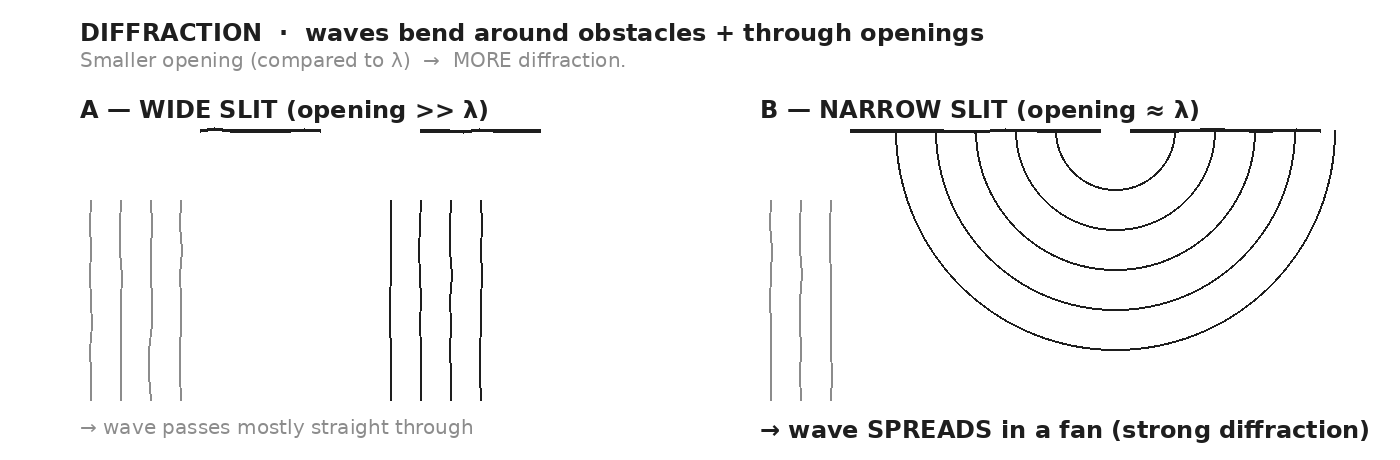 DIFFRACTION · waves bend around obstacles + through openings
Smaller opening (compared to λ) → MORE diffraction.
A — WIDE SLIT (opening >> λ)
B — NARROW SLIT (opening ≈ λ)
→ wave passes mostly straight through
→ wave SPREADS in a fan (strong diffraction)